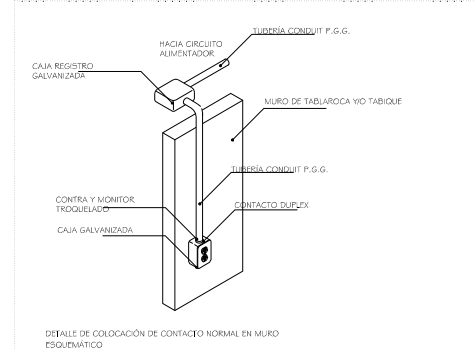 TUBERÍA CONDUIT P.G.G.
HACIA CIRCUITO
ALIMENTADOR
CAJA REGISTRO
GALVANIZADA
MURO DE TABLAROCA Y/O TABIQUE
TUBERÍA CONDUIT P.G.G.
CONTRA Y MONITOR
TROQUELADO
CONTACTO DUPLEX
CAJA GALVANIZADA
DETALLE DE COLOCACIÓN DE CONTACTO NORMAL EN MURO
ESQUEMÁTICO